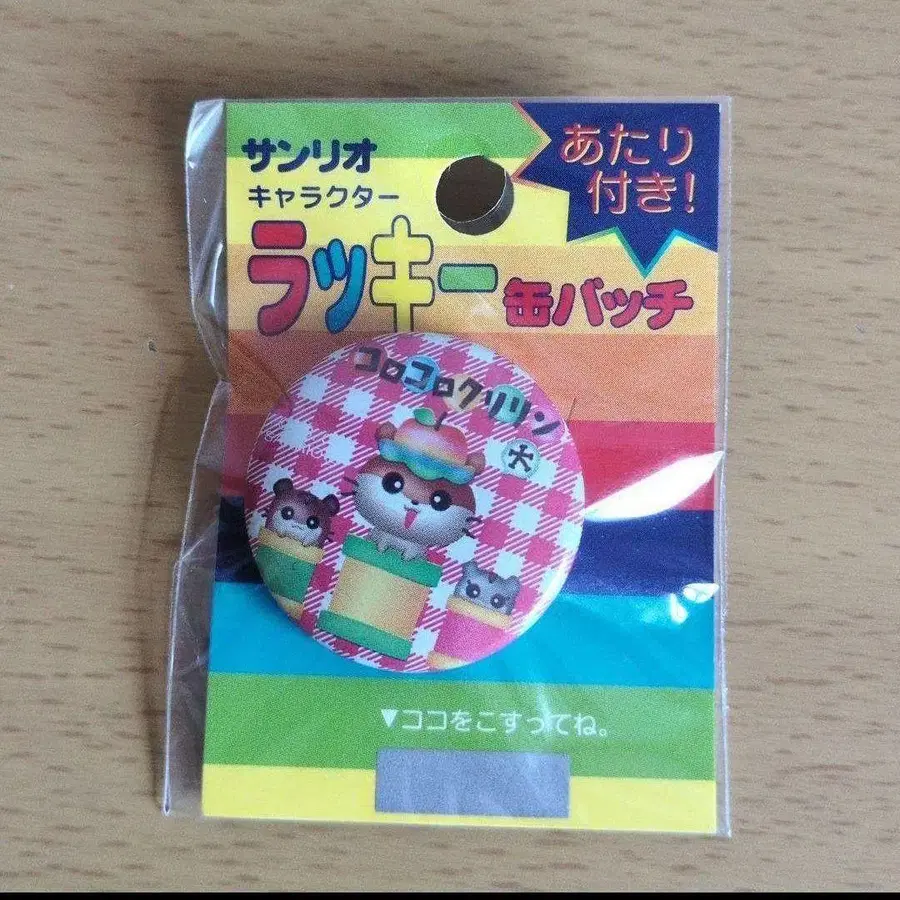 サンリオ
キャラクター
あたり
付き!
ラッキー缶バッチ
コロコロクリリン
大
▼ココをこすってね。